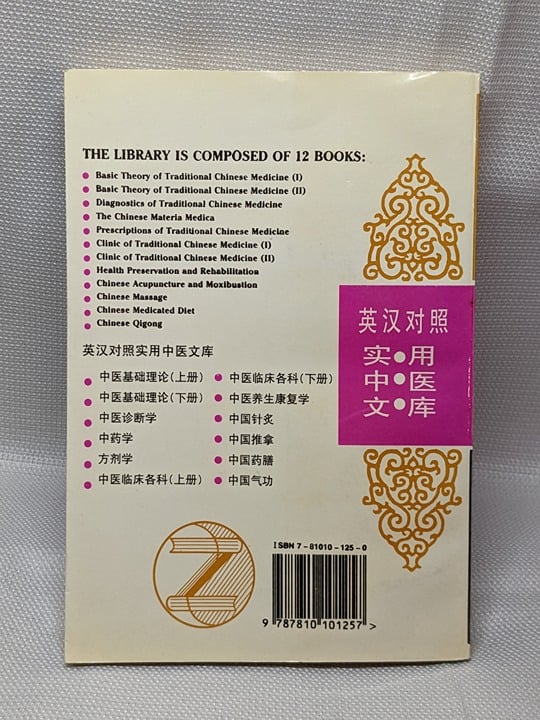 THE LIBRARY IS COMPOSED OF 12 BOOKS:
Basic Theory of Traditional Chinese Medicine (I)
Basic Theory of Traditional Chinese Medicine (II)
Diagnostics of Traditional Chinese Medicine
The Chinese Materia Medica
Prescriptions of Traditional Chinese Medicine
Clinic of Traditional Chinese Medicine (I)
Clinic of Traditional Chinese Medicine (II)
Health Preservation and Rehabilitation
Chinese Acupuncture and Moxibustion
Chinese Massage
Chinese Medicated Diet
Chinese Qigong
英汉对照实用中医文库
中医基础理论(上册)
中医基础理论(下册)
中医诊断学
中药学
方剂学
中医临床各科(上册)
中医临床各科(下册)
中医养生康复学
中国针灸
中国推拿
中国药膳
中国气功
英汉对照
实●用
中●医
文●库
ISBN 7-81010-125-0
9 787810 101257 >